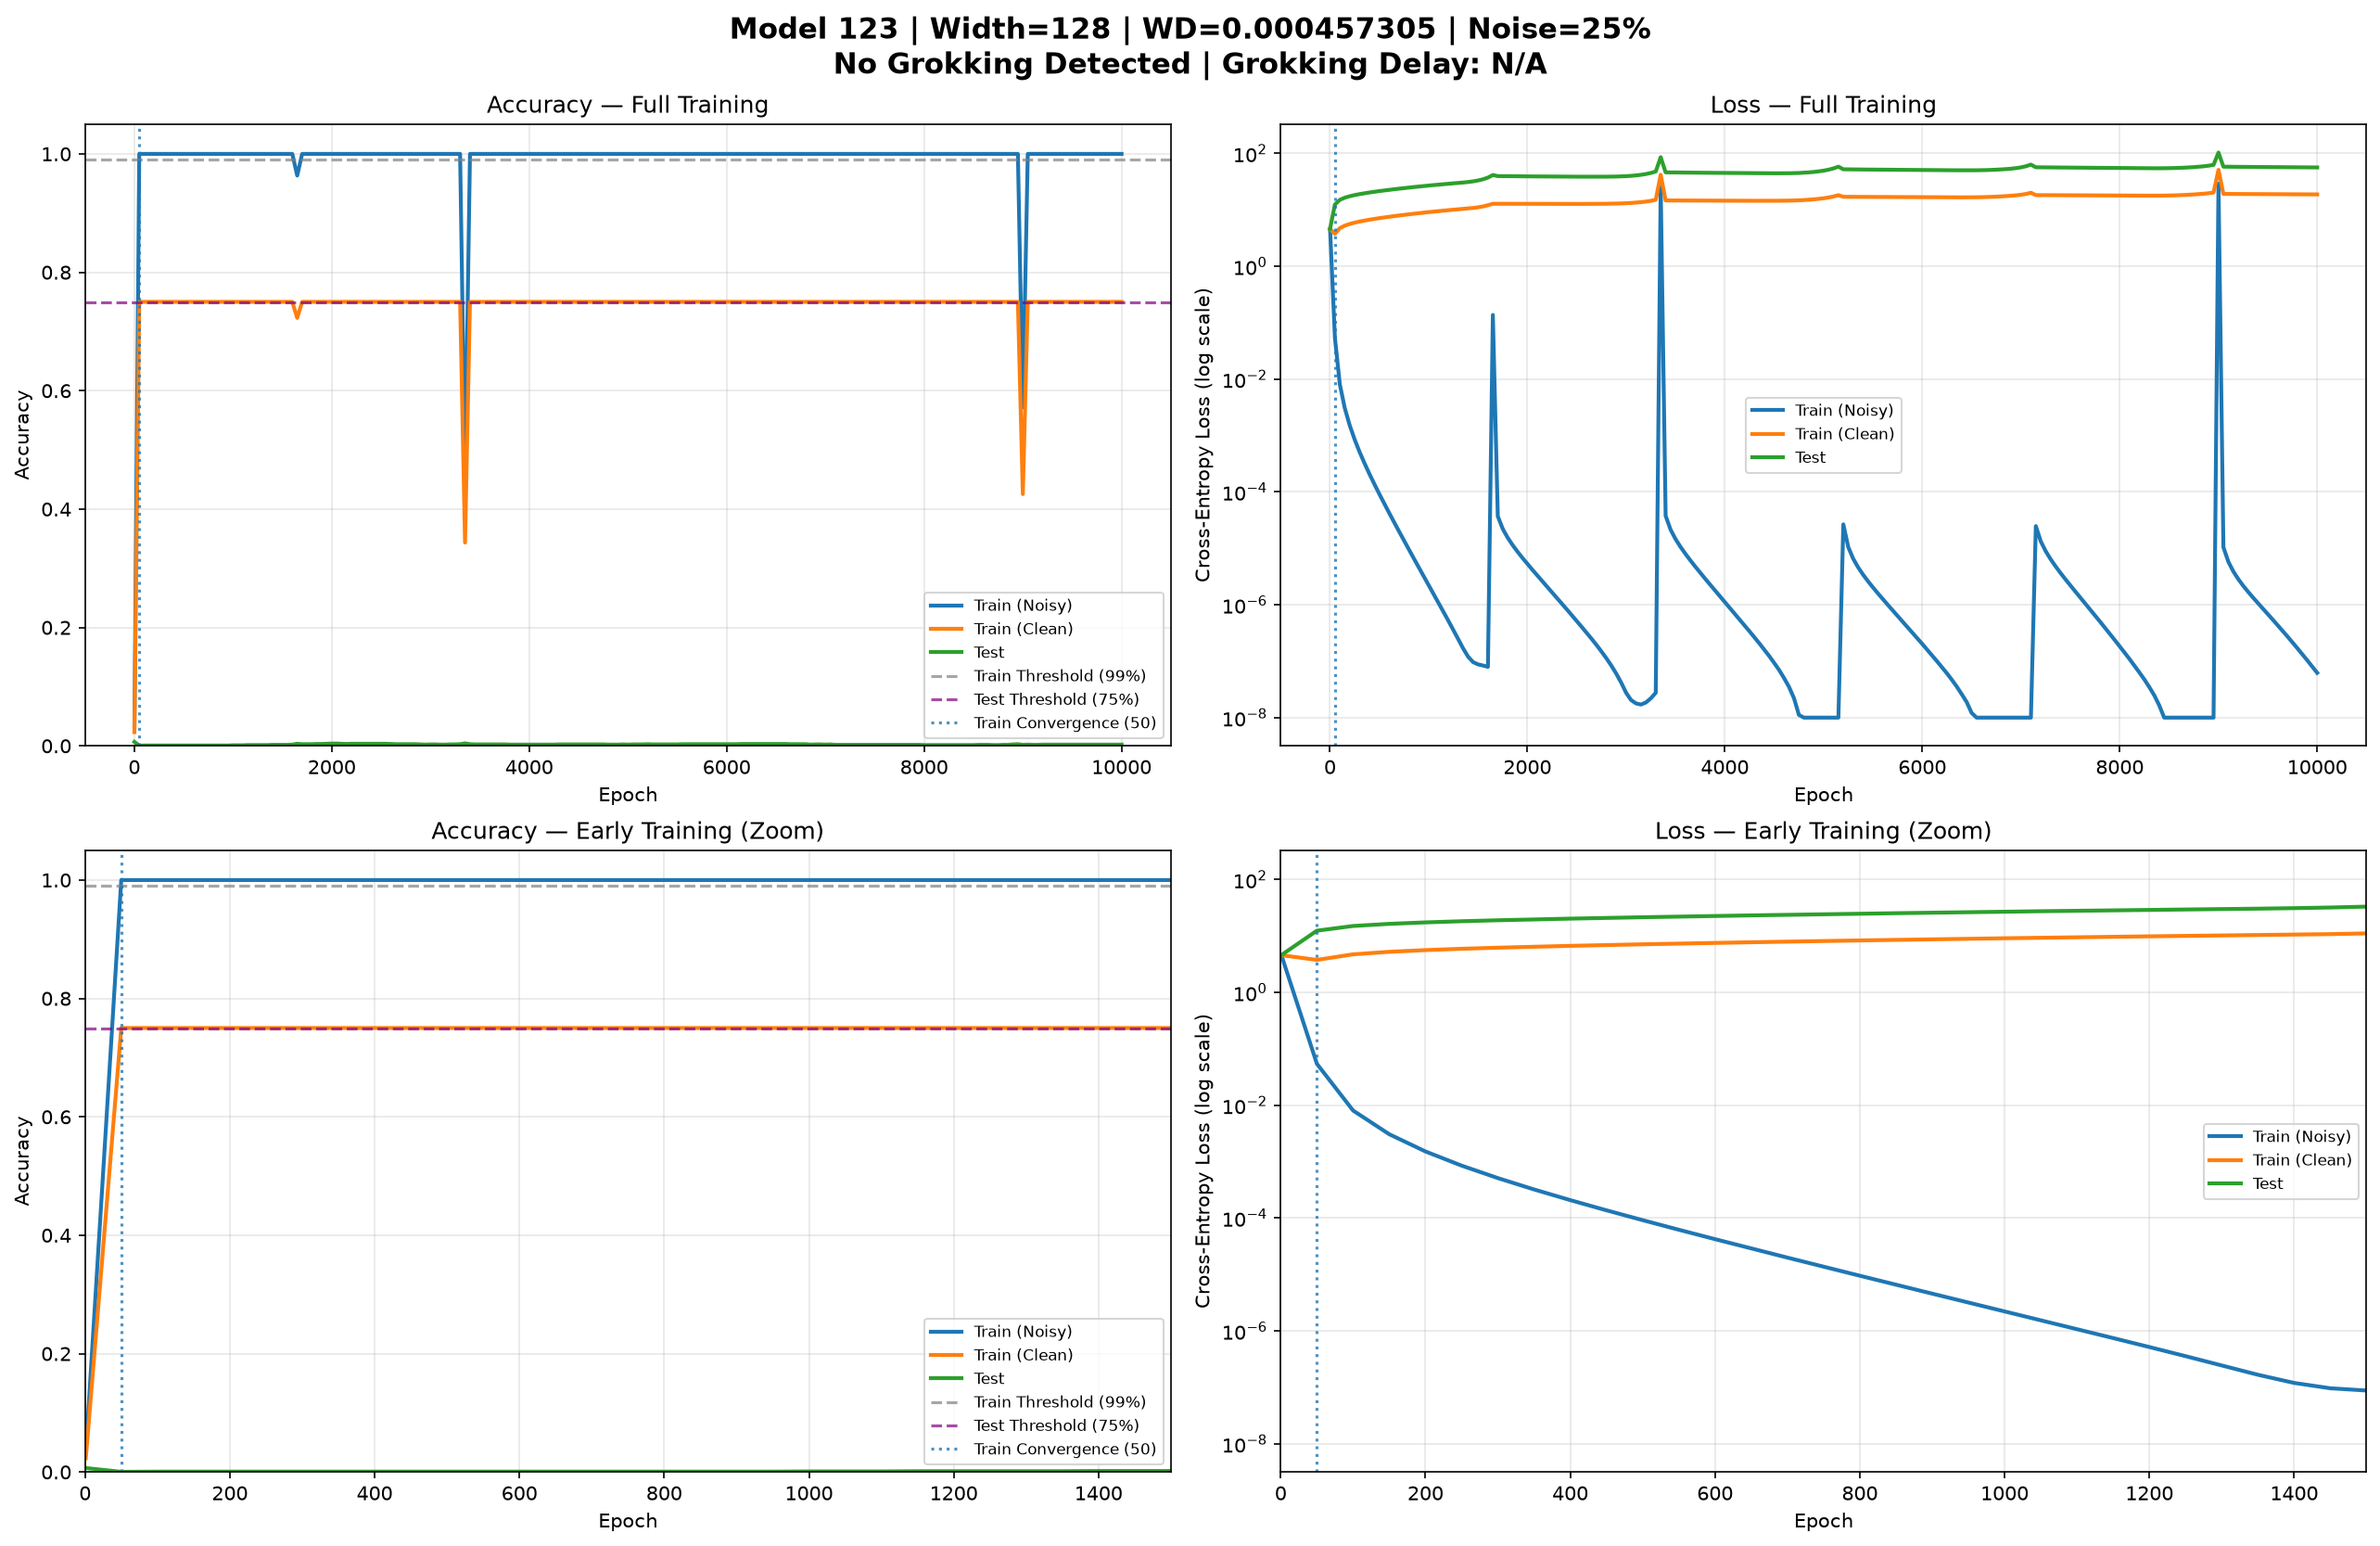 Model 123 | Width=128 | WD=0.000457305 | Noise=25%
No Grokking Detected | Grokking Delay: N/A
Accuracy — Full Training
1.0
0.8
0.6
0.4
0.2
0.0
Accuracy
0 2000 4000 6000 8000 10000
Epoch
Train (Noisy)
Train (Clean)
Test
Train Threshold (99%)
Test Threshold (75%)
Train Convergence (50)
Loss — Full Training
10²
10⁰
10⁻²
10⁻⁴
10⁻⁶
10⁻⁸
Cross-Entropy Loss (log scale)
0 2000 4000 6000 8000 10000
Epoch
Train (Noisy)
Train (Clean)
Test
Accuracy — Early Training (Zoom)
1.0
0.8
0.6
0.4
0.2
0.0
Accuracy
0 200 400 600 800 1000 1200 1400
Epoch
Train (Noisy)
Train (Clean)
Test
Train Threshold (99%)
Test Threshold (75%)
Train Convergence (50)
Loss — Early Training (Zoom)
10²
10⁰
10⁻²
10⁻⁴
10⁻⁶
10⁻⁸
Cross-Entropy Loss (log scale)
0 200 400 600 800 1000 1200 1400
Epoch
Train (Noisy)
Train (Clean)
Test